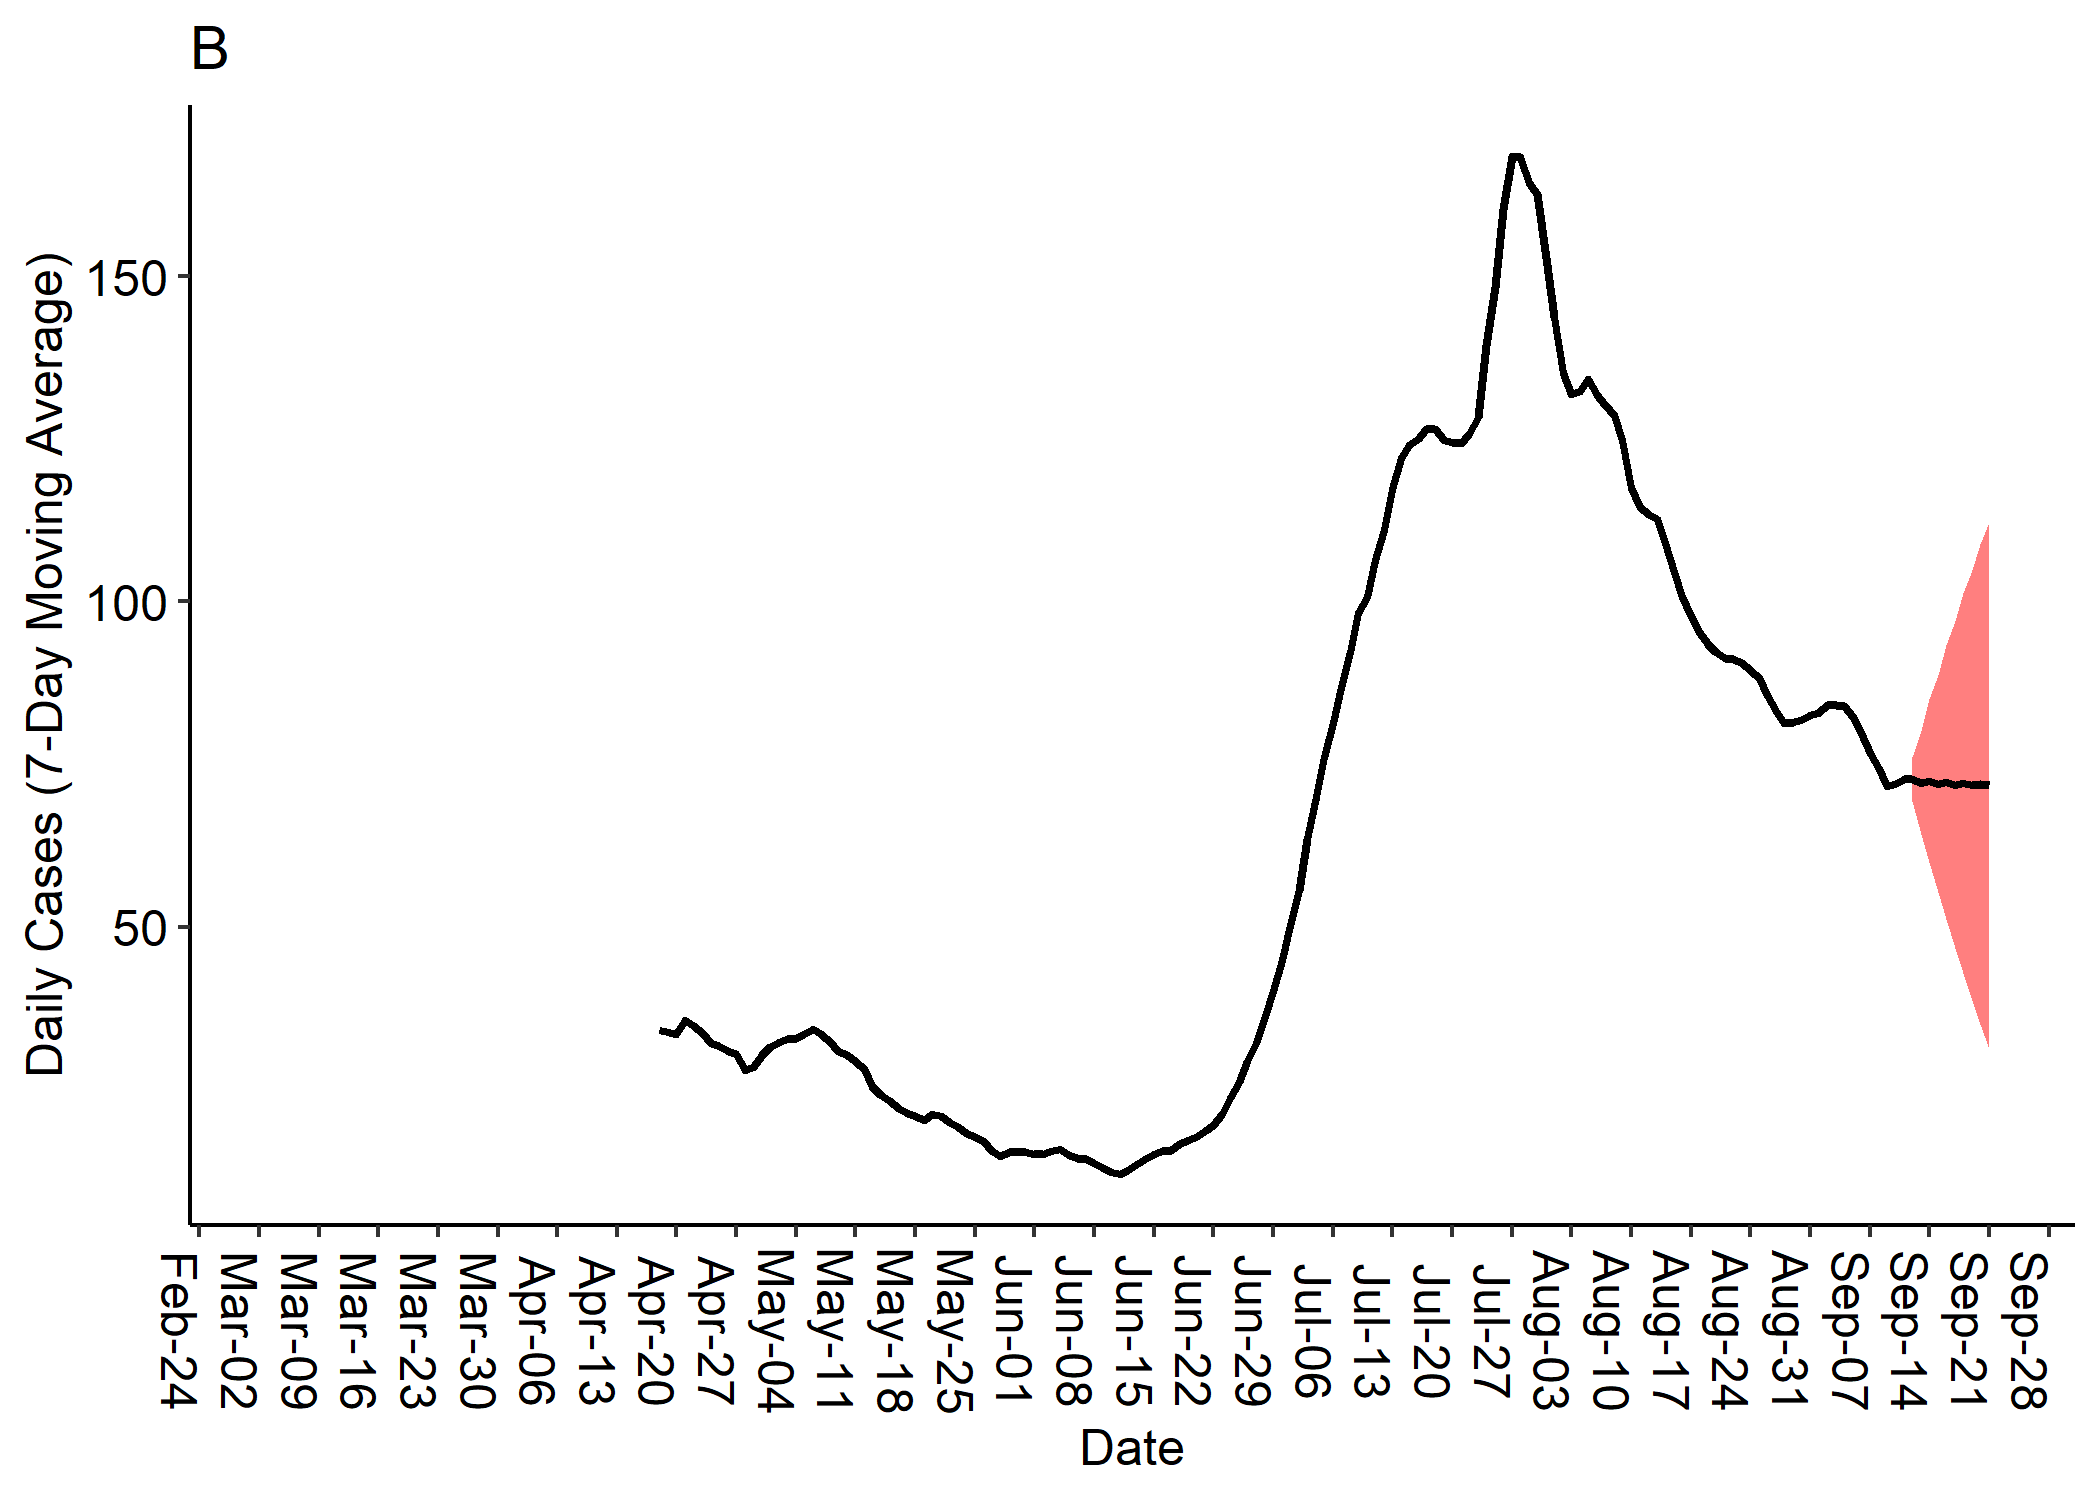 B
Daily Cases (7-Day Moving Average)
150
100
50
Feb-24
Mar-02
Mar-09
Mar-16
Mar-23
Mar-30
Apr-06
Apr-13
Apr-20
Apr-27
May-04
May-11
May-18
May-25
Jun-01
Jun-08
Jun-15
Jun-22
Jun-29
Jul-06
Jul-13
Jul-20
Jul-27
Aug-03
Aug-10
Aug-17
Aug-24
Aug-31
Sep-07
Sep-14
Sep-21
Sep-28
Date